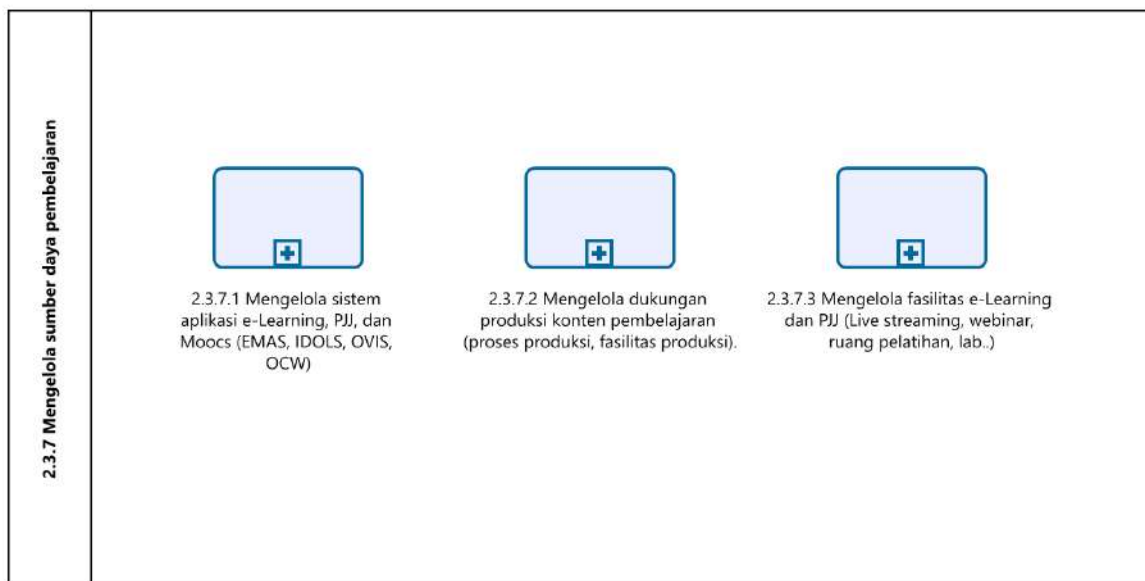 2.3.7 Mengelola sumber daya pembelajaran
2.3.7.1 Mengelola sistem
aplikasi e-Learning, PJJ, dan
Moocs (EMAS, IDOLS, OVIS,
OCW)
2.3.7.2 Mengelola dukungan
produksi konten pembelajaran
(proses produksi, fasilitas produksi).
2.3.7.3 Mengelola fasilitas e-Learning
dan PJJ (Live streaming, webinar,
ruang pelatihan, lab..)